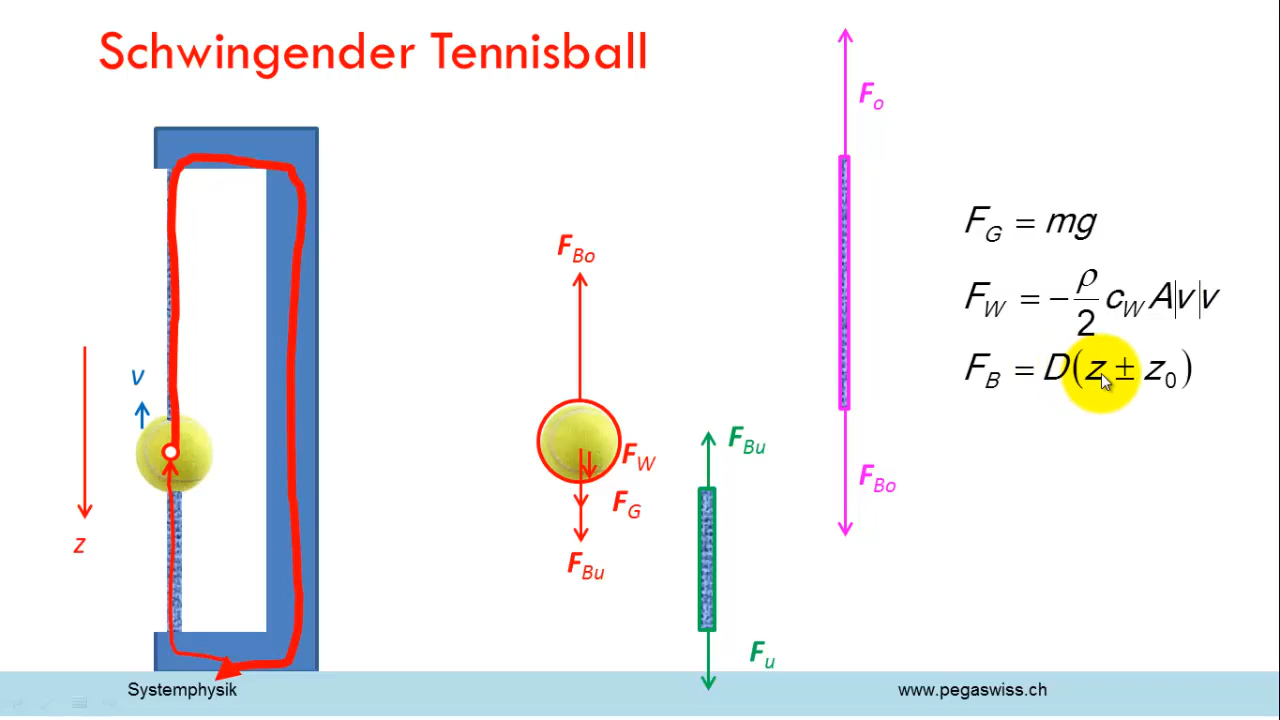 Schwingender Tennisball
F_o
F_G = mg
F_Bo
F_W = -ρ/2 c_W A|v|v
F_B = D(z ± z_0)
v
F_Bu
F_W
F_Bo
F_G
z
F_Bu
F_u
Systemphysik
www.pegaswiss.ch